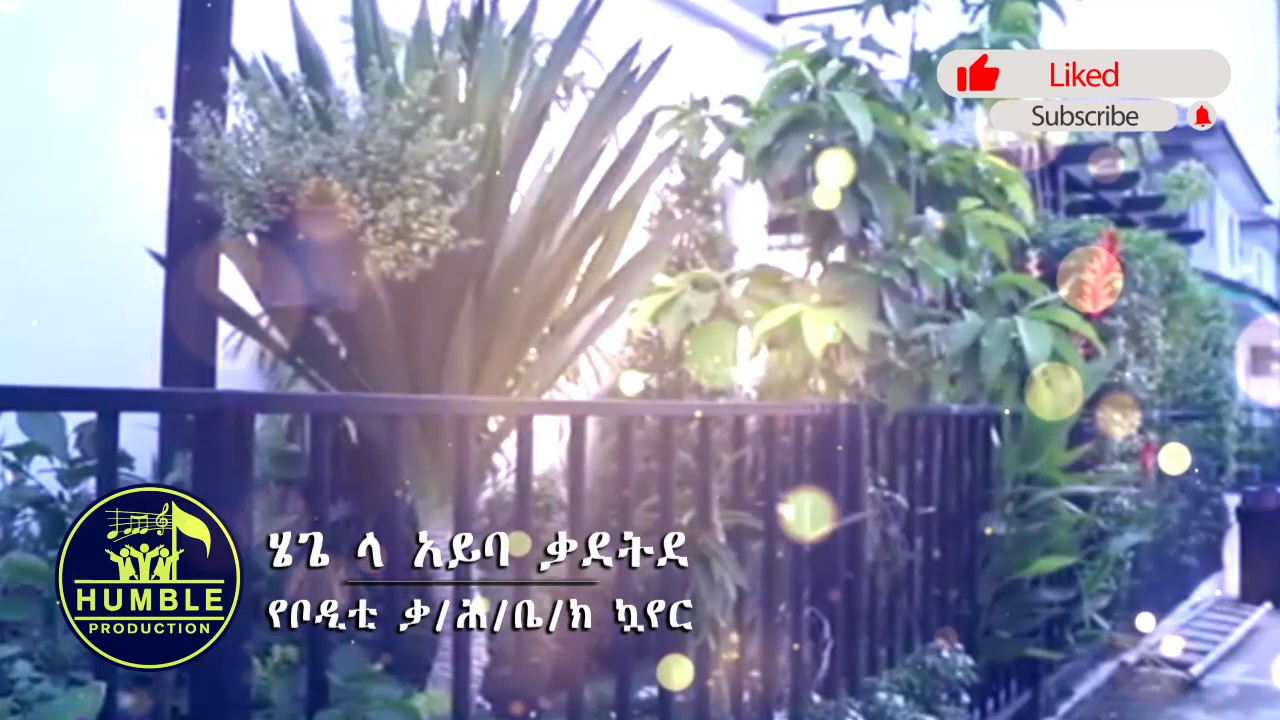 Liked
Subscribe
ሄጌ ላ አይባ ቃደትደ
የቦዲቲ ቃ/ሕ/ቤ/ክ ኳየር
HUMBLE
PRODUCTION